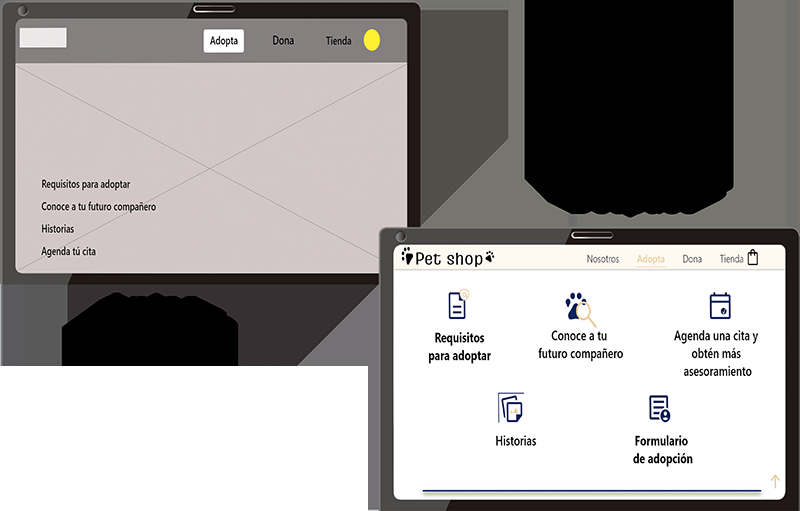 Adopta Dona Tienda
Requisitos para adoptar
Conoce a tu futuro compañero
Historias
Agenda tú cita
Pet shop Nosotros Adopta Dona Tienda
Requisitos
para adoptar
Conoce a tu
futuro compañero
Agenda una cita y
obtén más
asesoramiento
Historias
Formulario
de adopción